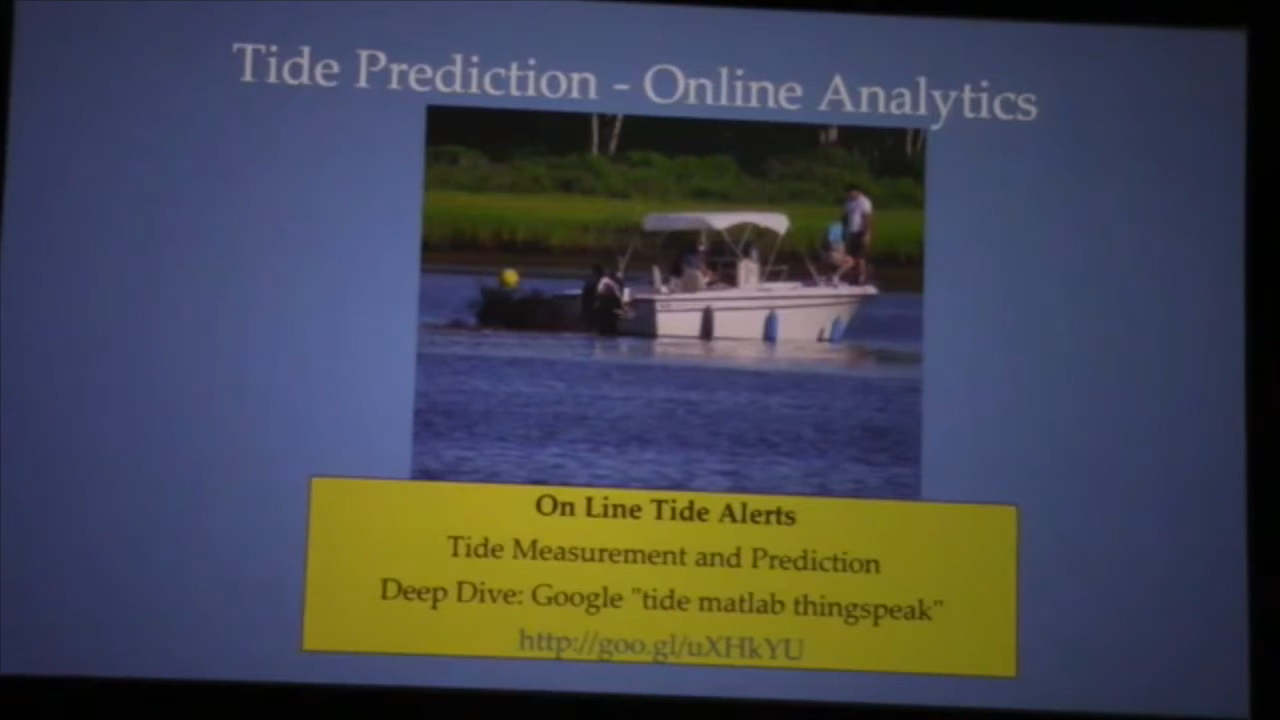 Tide Prediction - Online Analytics
On Line Tide Alerts
Tide Measurement and Prediction
Deep Dive: Google "tide matlab thingspeak"
http://goo.gl/uXHkYU